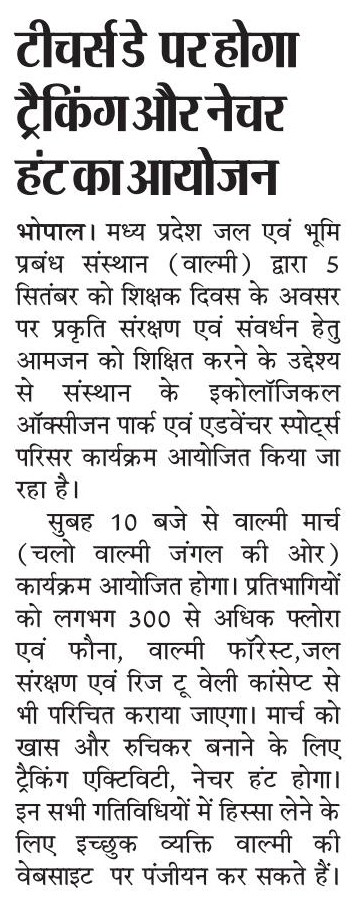 टीचर्स डे पर होगा
ट्रैकिंग और नेचर
हंट का आयोजन
भोपाल। मध्य प्रदेश जल एवं भूमि
प्रबंध संस्थान (वाल्मी) द्वारा 5
सितंबर को शिक्षक दिवस के अवसर
पर प्रकृति संरक्षण एवं संवर्धन हेतु
आमजन को शिक्षित करने के उद्देश्य
से संस्थान के इकोलॉजिकल
ऑक्सीजन पार्क एवं एडवेंचर स्पोर्ट्स
परिसर कार्यक्रम आयोजित किया जा
रहा है।
सुबह 10 बजे से वाल्मी मार्च
(चलो वाल्मी जंगल की ओर)
कार्यक्रम आयोजित होगा। प्रतिभागियों
को लगभग 300 से अधिक फ्लोरा
एवं फौना, वाल्मी फॉरेस्ट,जल
संरक्षण एवं रिज टू वेली कांसेप्ट से
भी परिचित कराया जाएगा। मार्च को
खास और रुचिकर बनाने के लिए
ट्रैकिंग एक्टिविटी, नेचर हंट होगा।
इन सभी गतिविधियों में हिस्सा लेने के
लिए इच्छुक व्यक्ति वाल्मी की
वेबसाइट पर पंजीयन कर सकते हैं।